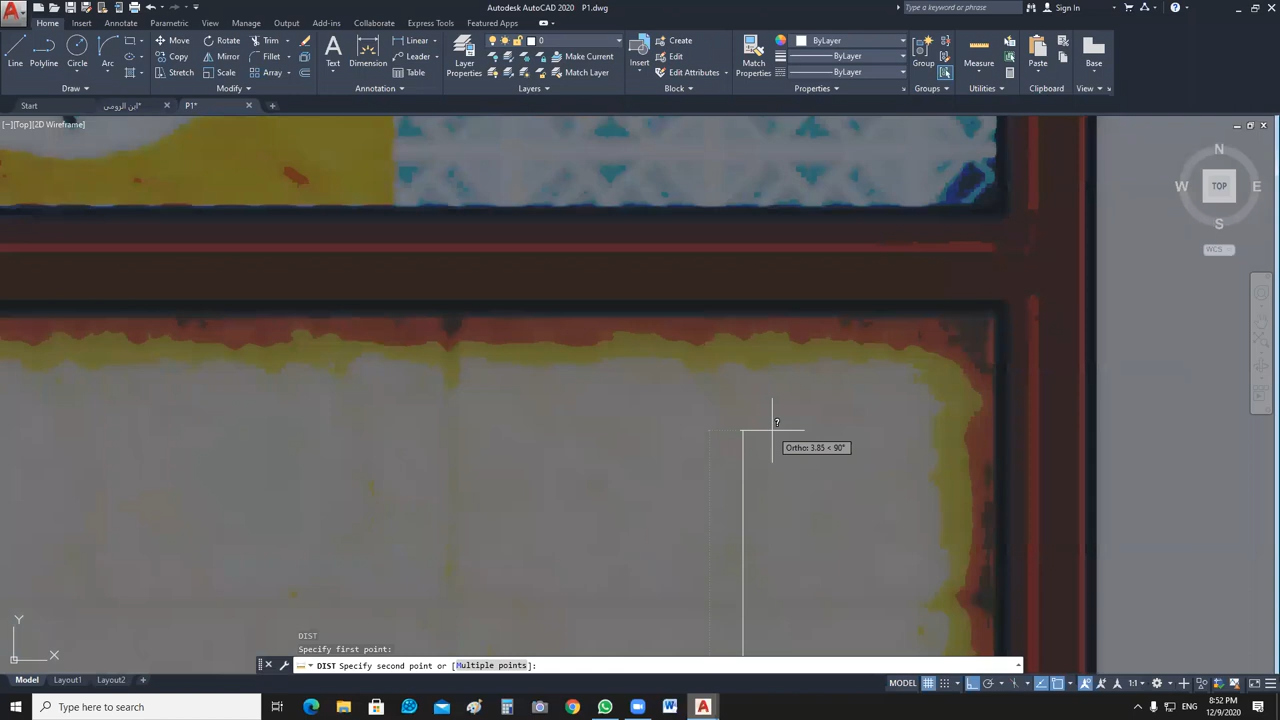 Autodesk AutoCAD 2020 P1.dwg
Type a keyword or phrase
Sign In
Home Insert Annotate Parametric View Manage Output Add-ins Collaborate Express Tools Featured Apps
Line
Polyline
Circle
Arc
Move
Copy
Stretch
Rotate
Mirror
Scale
Trim
Fillet
Array
Text
Dimension
Linear
Leader
Table
Layer
Properties
0
Make Current
Match Layer
Insert
Create
Edit
Edit Attributes
Match
Properties
ByLayer
ByLayer
ByLayer
Group
Measure
Paste
Base
Draw
Modify
Annotation
Layers
Block
Properties
Groups
Utilities
Clipboard
View
Start
ابن الرومي*
P1*
[−][Top][2D Wireframe]
N
W TOP E
S
WCS
?
Ortho: 3.85 < 90°
Y
X
DIST
Specify first point:
DIST Specify second point or [Multiple points]:
Model Layout1 Layout2
MODEL
1:1
Type here to search
ENG
8:52 PM
12/9/2020